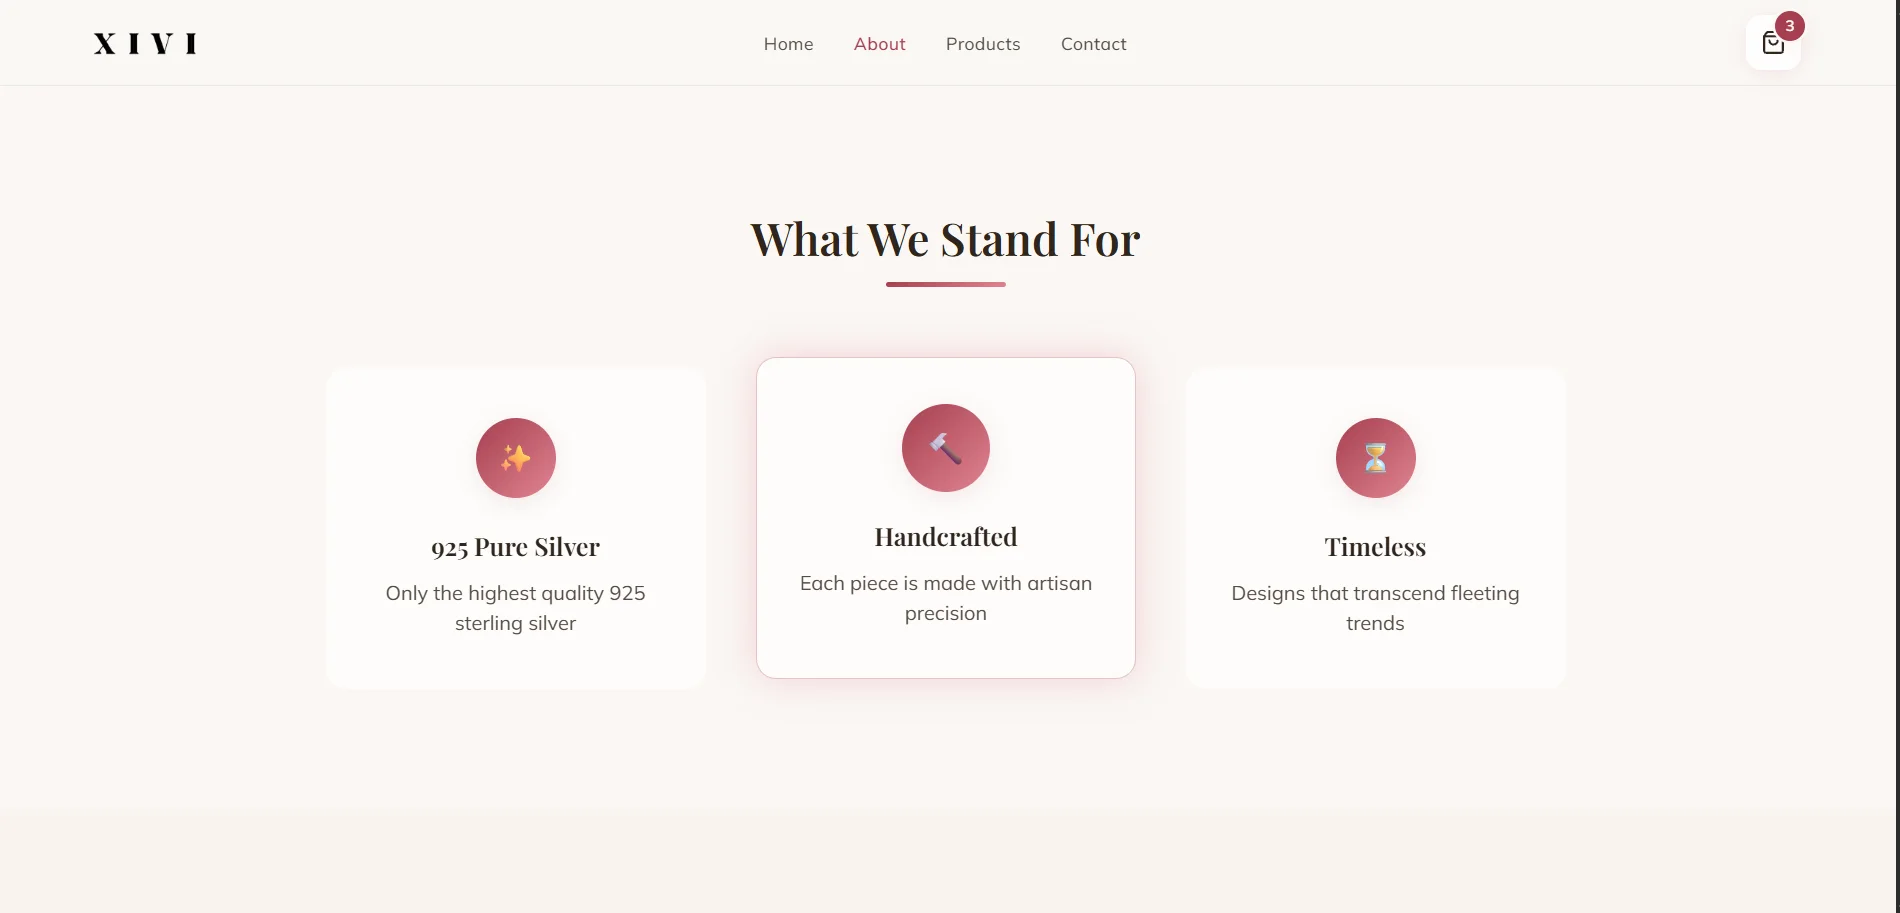 XIVI
Home
About
Products
Contact
3
What We Stand For
925 Pure Silver
Only the highest quality 925
sterling silver
Handcrafted
Each piece is made with artisan
precision
Timeless
Designs that transcend fleeting
trends